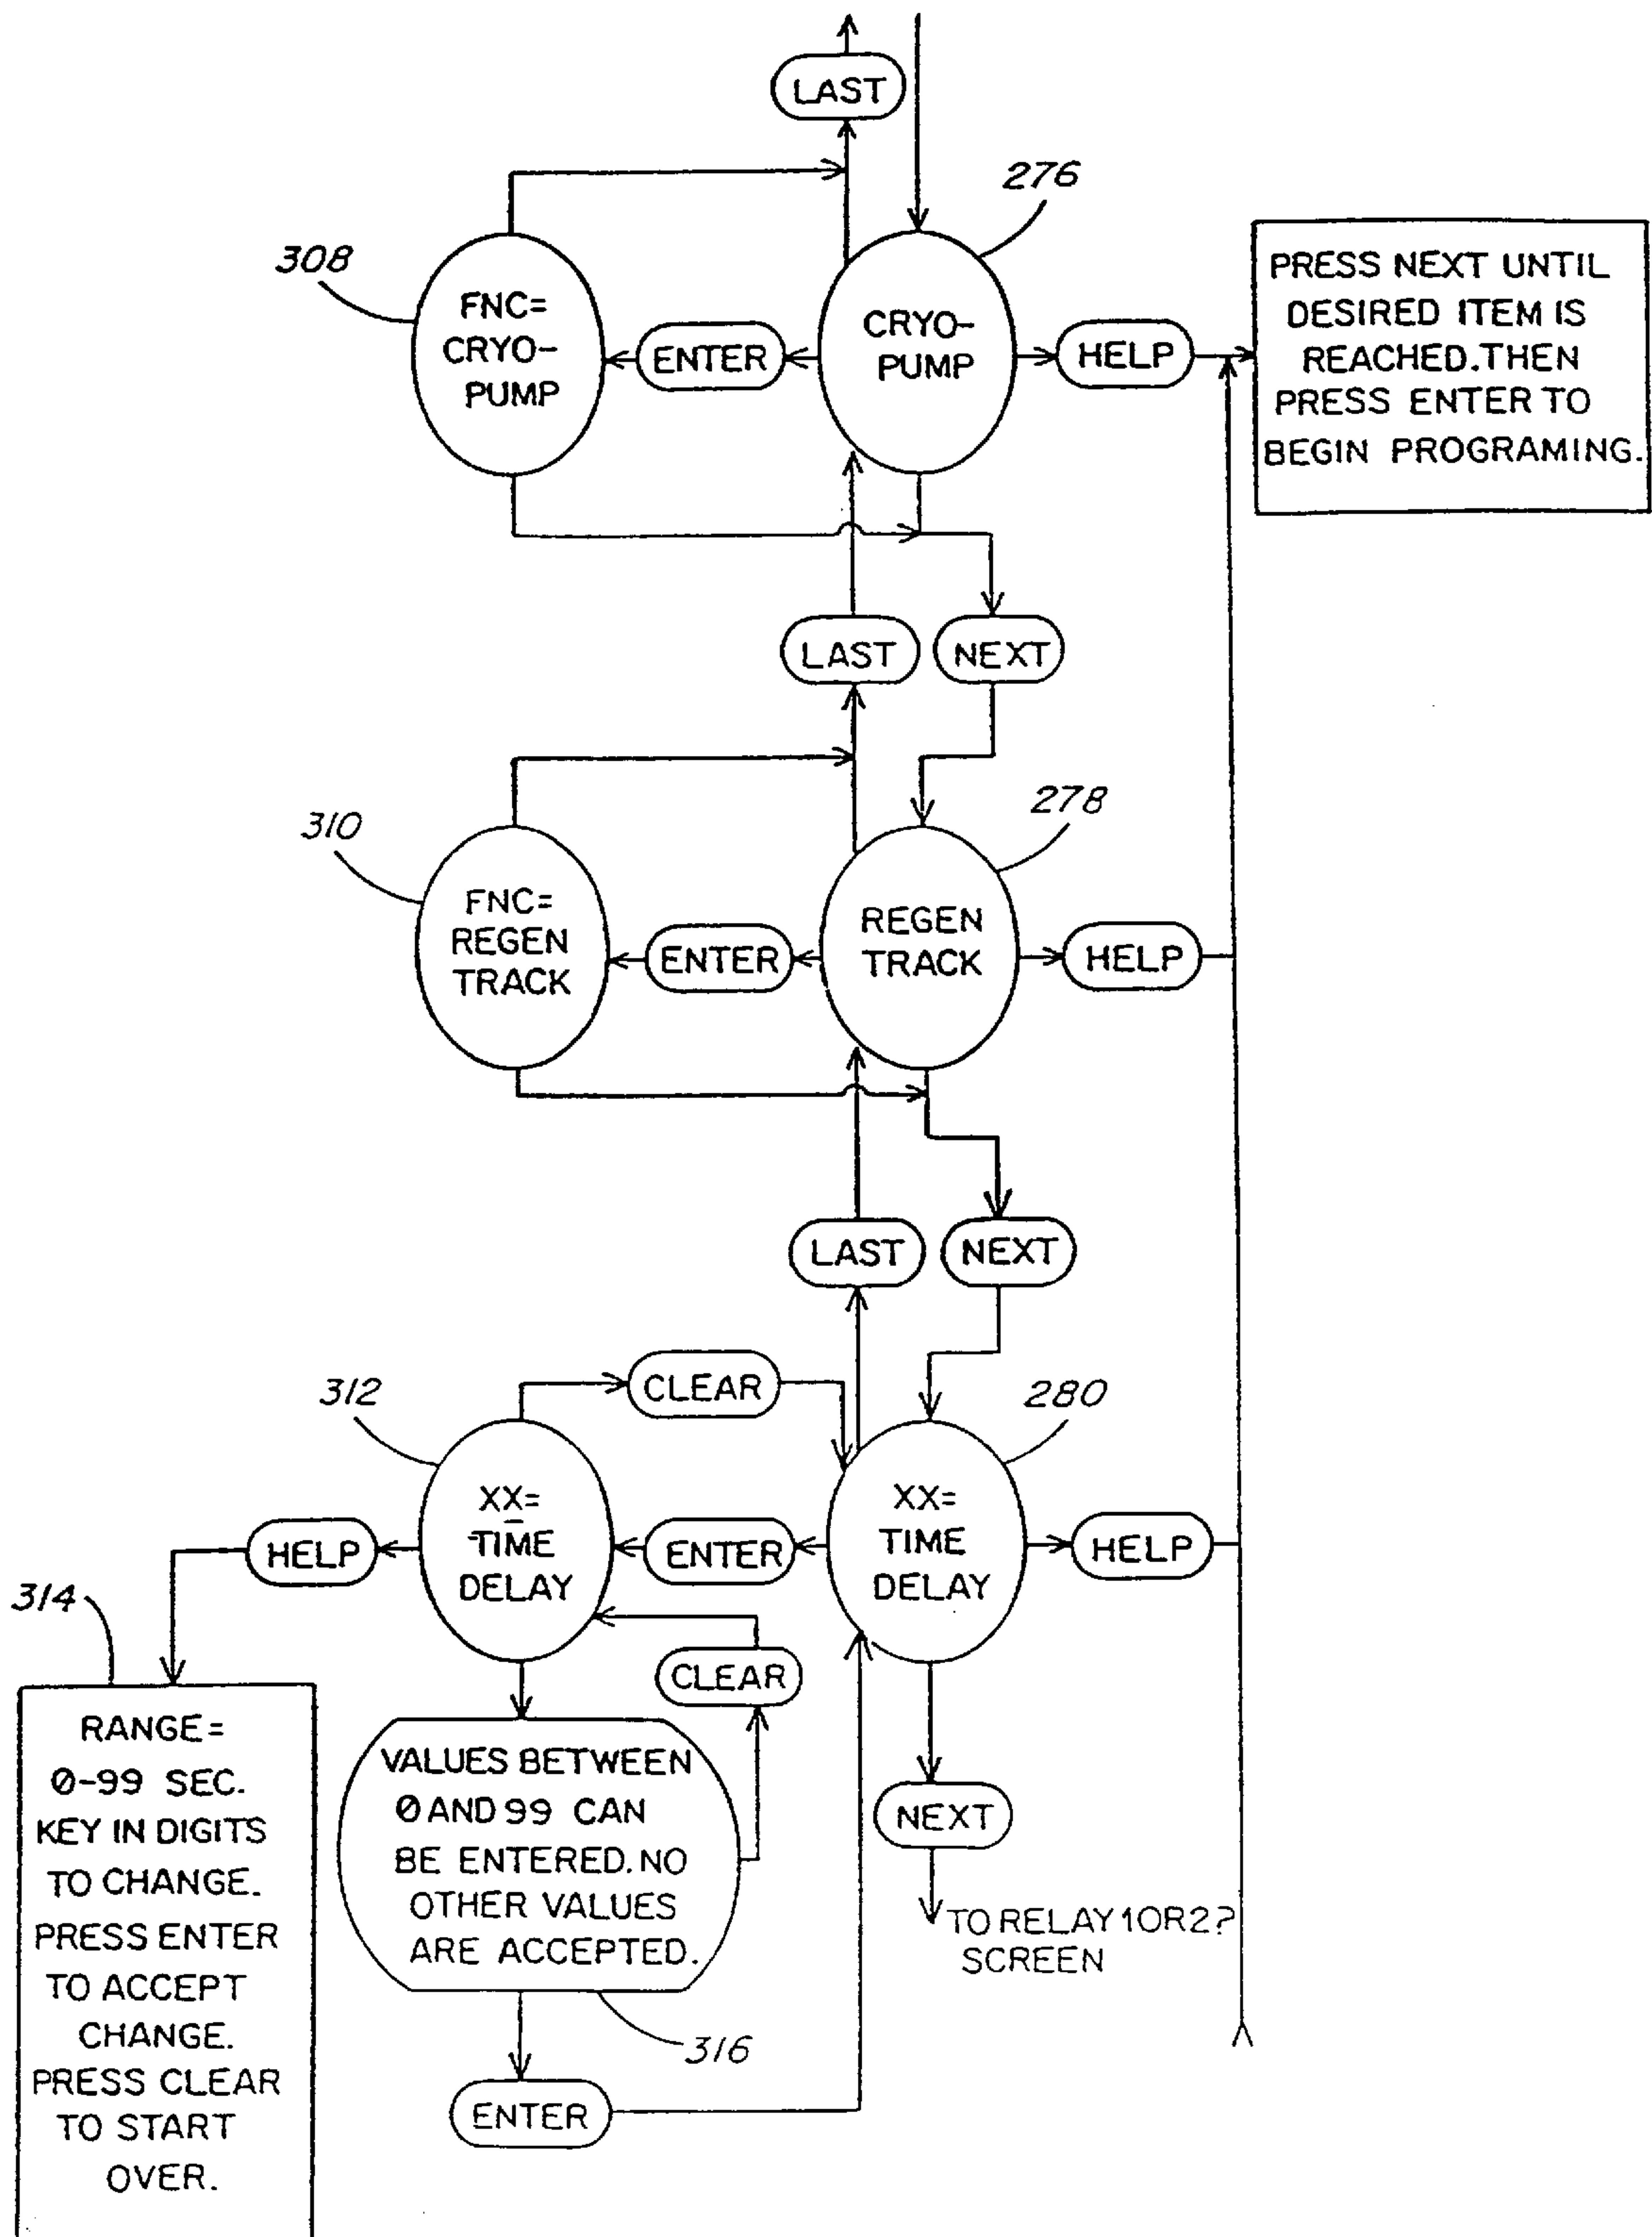 LAST
276
308
FNC=
CRYO-
PUMP
ENTER
CRYO-
PUMP
HELP
PRESS NEXT UNTIL
DESIRED ITEM IS
REACHED.THEN
PRESS ENTER TO
BEGIN PROGRAMING.
LAST
NEXT
310
278
FNC=
REGEN
TRACK
ENTER
REGEN
TRACK
HELP
LAST
NEXT
312
CLEAR
280
HELP
XX=
TIME
DELAY
ENTER
XX=
TIME
DELAY
HELP
314
CLEAR
RANGE=
0-99 SEC.
KEY IN DIGITS
TO CHANGE.
PRESS ENTER
TO ACCEPT
CHANGE.
PRESS CLEAR
TO START
OVER.
VALUES BETWEEN
0 AND 99 CAN
BE ENTERED. NO
OTHER VALUES
ARE ACCEPTED.
316
ENTER
NEXT
TO RELAY 1OR2?
SCREEN